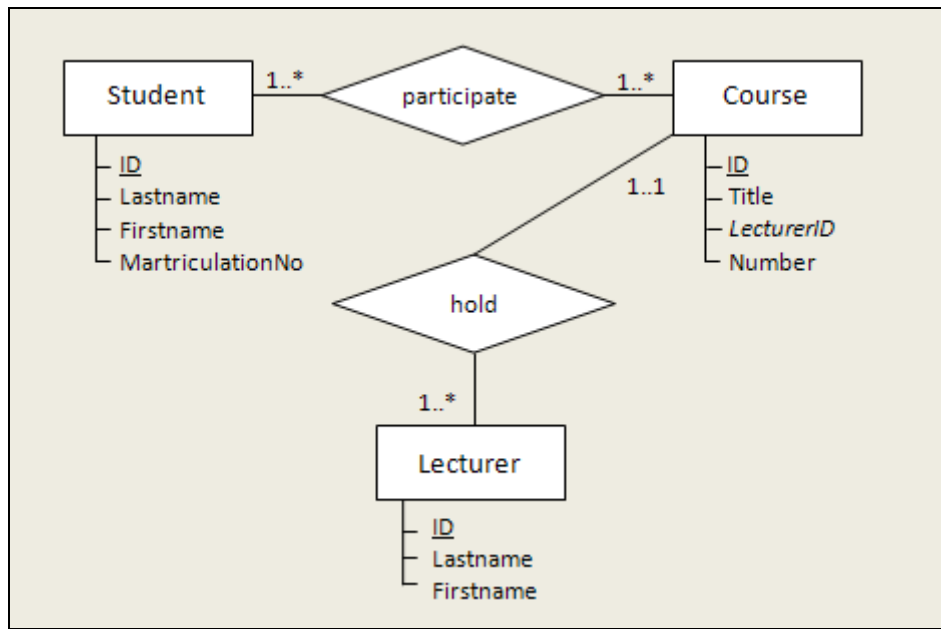 Student
1..*
participate
1..*
Course
ID
Lastname
Firstname
MartriculationNo
ID
Title
LecturerID
Number
1..1
hold
1..*
Lecturer
ID
Lastname
Firstname